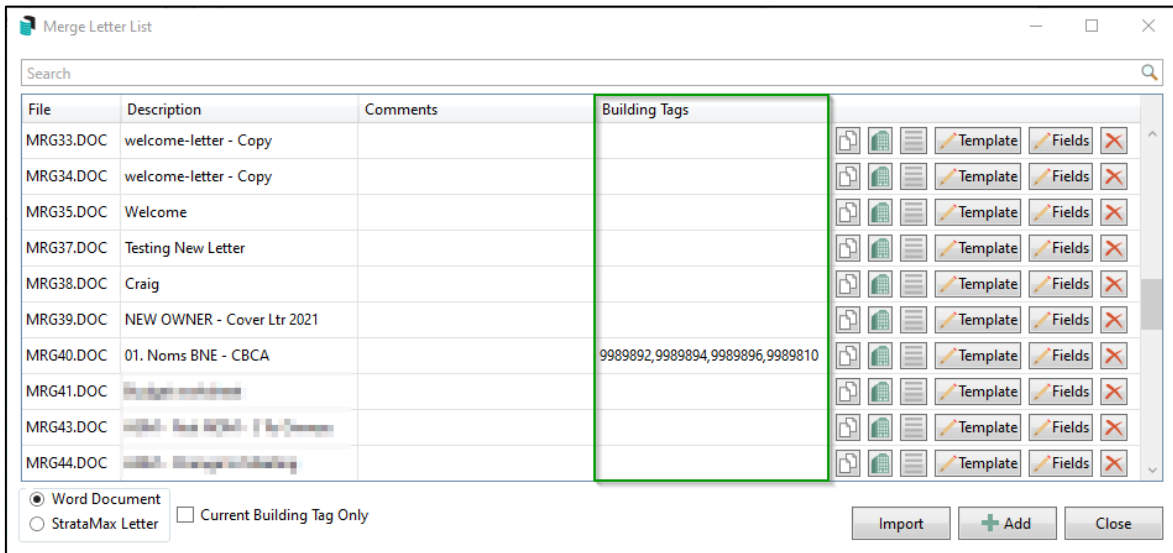 Merge Letter List
Search
File Description Comments Building Tags
MRG33.DOC welcome-letter - Copy Template Fields
MRG34.DOC welcome-letter - Copy Template Fields
MRG35.DOC Welcome Template Fields
MRG37.DOC Testing New Letter Template Fields
MRG38.DOC Craig Template Fields
MRG39.DOC NEW OWNER - Cover Ltr 2021 Template Fields
MRG40.DOC 01. Noms BNE - CBCA 9989892,9989894,9989896,9989810 Template Fields
MRG41.DOC Template Fields
MRG43.DOC Template Fields
MRG44.DOC Template Fields
Word Document
StrataMax Letter
Current Building Tag Only
Import Add Close